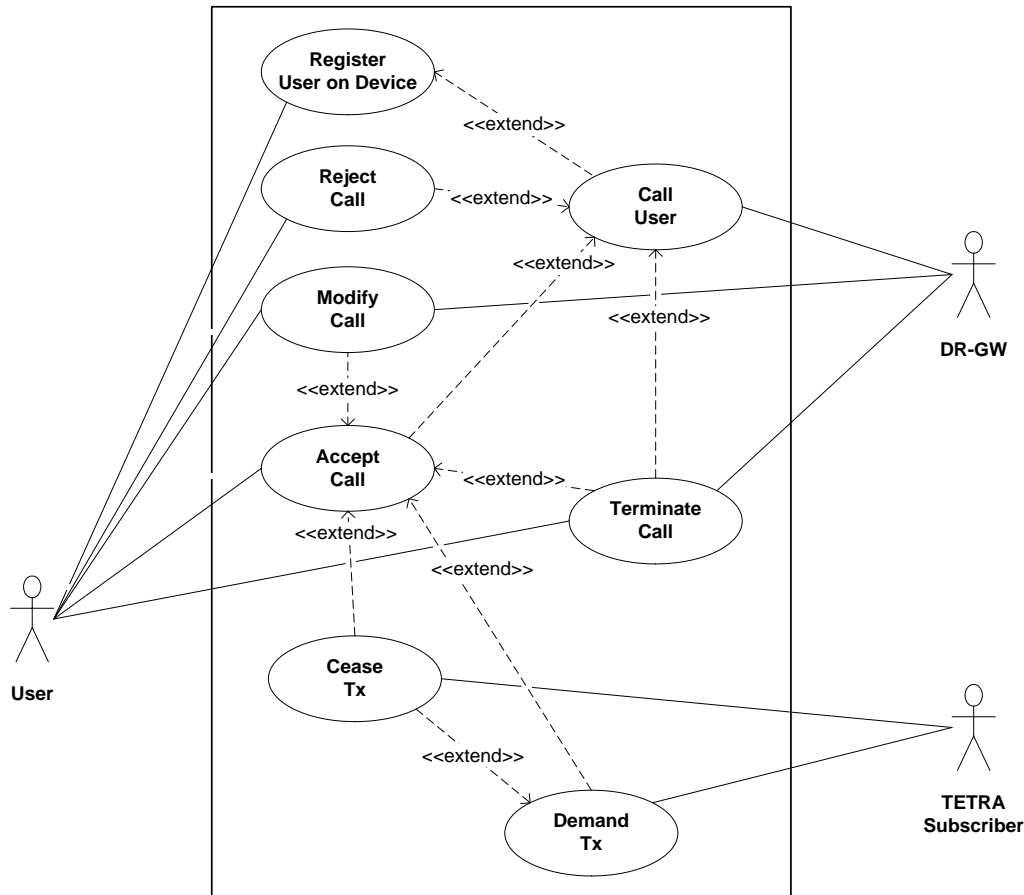 Register
User on Device
<<extend>>
Reject
Call
<<extend>>
Call
User
<<extend>>
Modify
Call
<<extend>>
DR-GW
<<extend>>
Accept
Call
<<extend>>
Terminate
Call
<<extend>>
<<extend>>
User
Cease
Tx
<<extend>>
Demand
Tx
TETRA
Subscriber